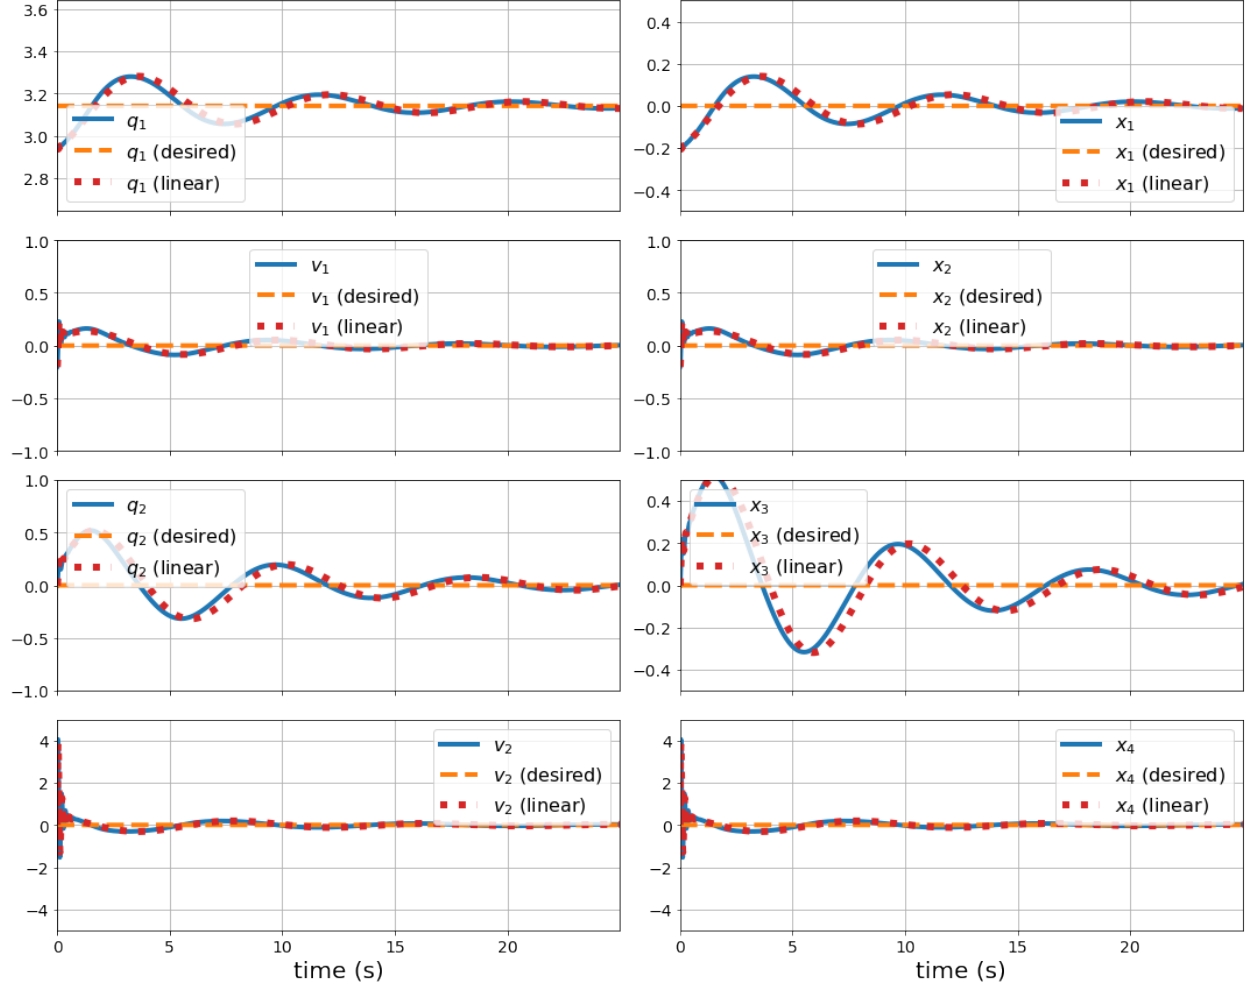 3.6
3.4
3.2
3.0
2.8
q1
q1 (desired)
q1 (linear)
0.4
0.2
0.0
−0.2
−0.4
x1
x1 (desired)
x1 (linear)
1.0
0.5
0.0
−0.5
−1.0
v1
v1 (desired)
v1 (linear)
1.0
0.5
0.0
−0.5
−1.0
x2
x2 (desired)
x2 (linear)
1.0
0.5
0.0
−0.5
−1.0
q2
q2 (desired)
q2 (linear)
0.4
0.2
0.0
−0.2
−0.4
x3
x3 (desired)
x3 (linear)
4
2
0
−2
−4
v2
v2 (desired)
v2 (linear)
0 5 10 15 20
time (s)
4
2
0
−2
−4
x4
x4 (desired)
x4 (linear)
0 5 10 15 20
time (s)